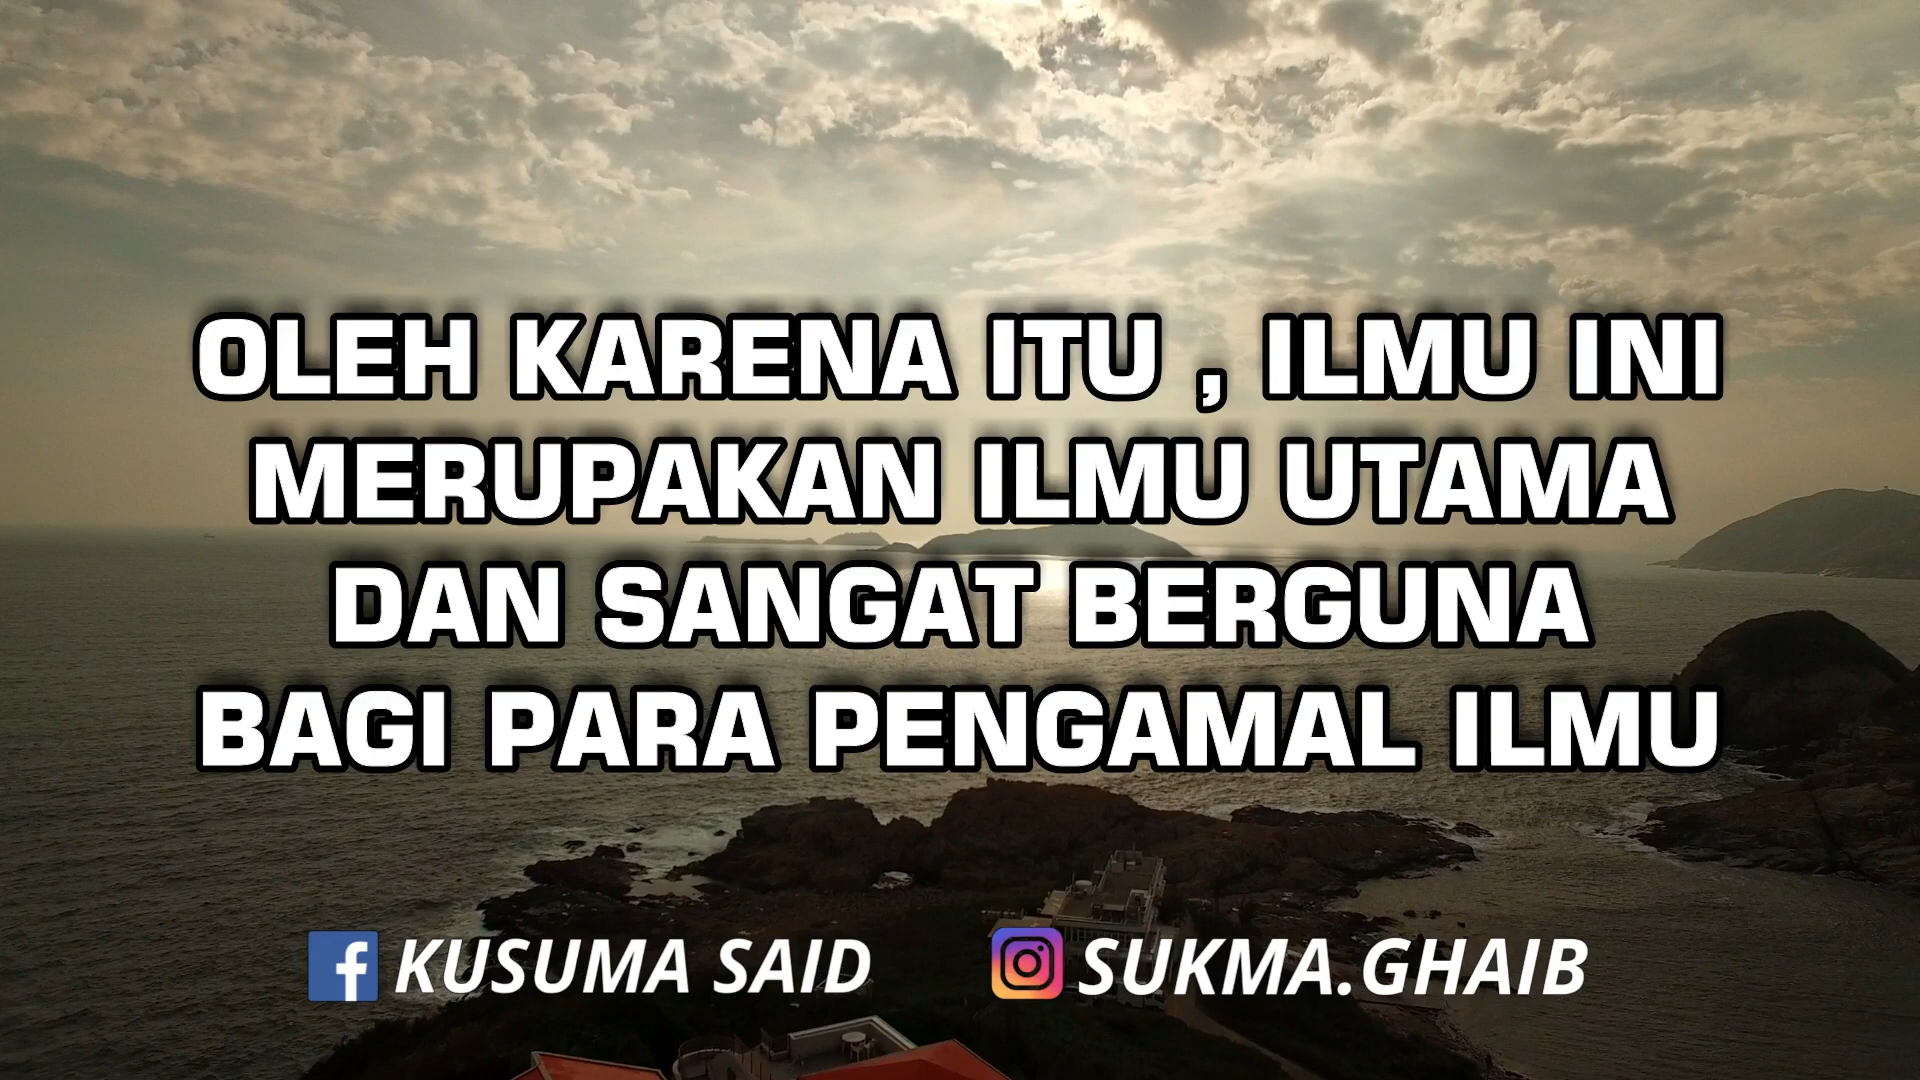 OLEH KARENA ITU , ILMU INI
MERUPAKAN ILMU UTAMA
DAN SANGAT BERGUNA
BAGI PARA PENGAMAL ILMU
KUSUMA SAID
SUKMA.GHAIB